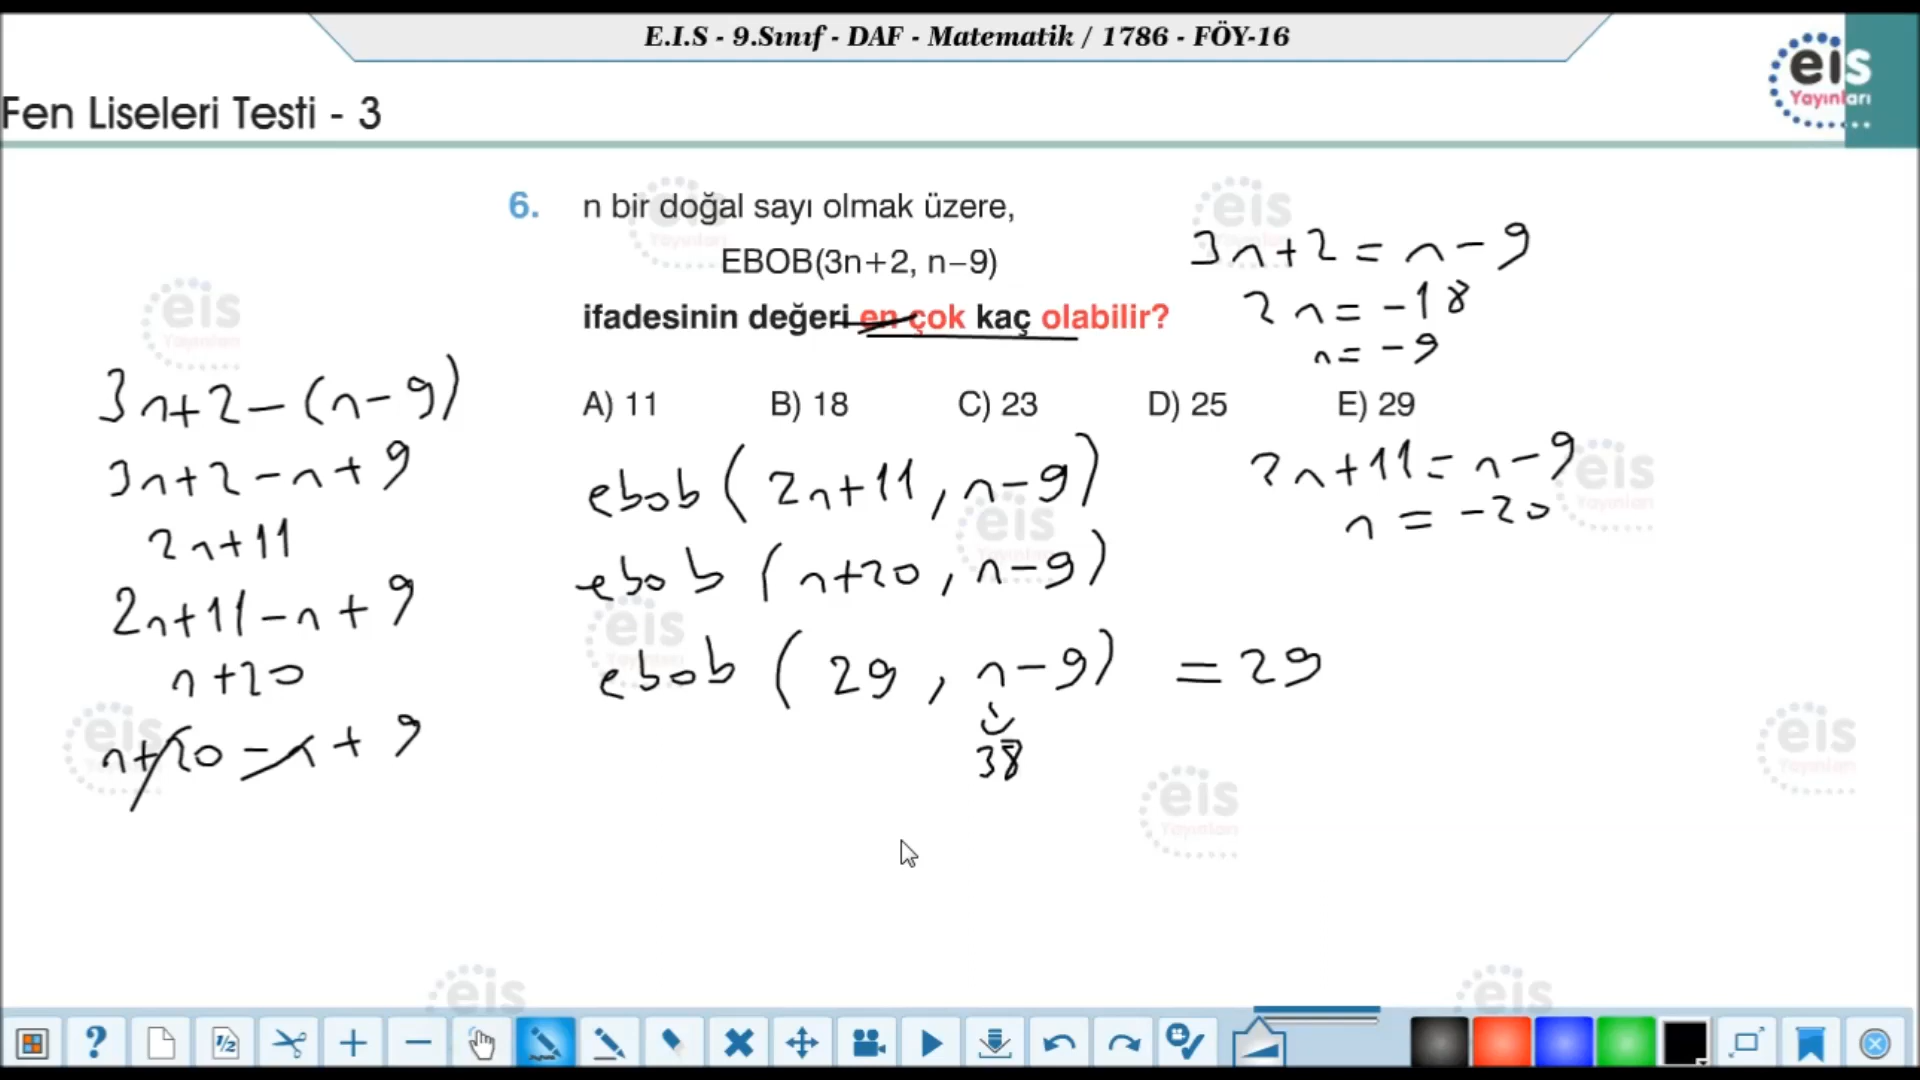 E.I.S - 9.Sınıf - DAF - Matematik / 1786 - FÖY-16
eis
Yayınları
Fen Liseleri Testi - 3
6. n bir doğal sayı olmak üzere,
EBOB(3n+2, n−9)
ifadesinin değeri en çok kaç olabilir?
A) 11 B) 18 C) 23 D) 25 E) 29
3n+2 = n-9
2n = -18
n = -9
3n+2-(n-9)
3n+2-n+9
2n+11
2n+11-n+9
n+20
n+20-n+9
ebob(2n+11, n-9)
ebob(n+20, n-9)
ebob(29, n-9) = 29
38
2n+11 = n-9
n = -20